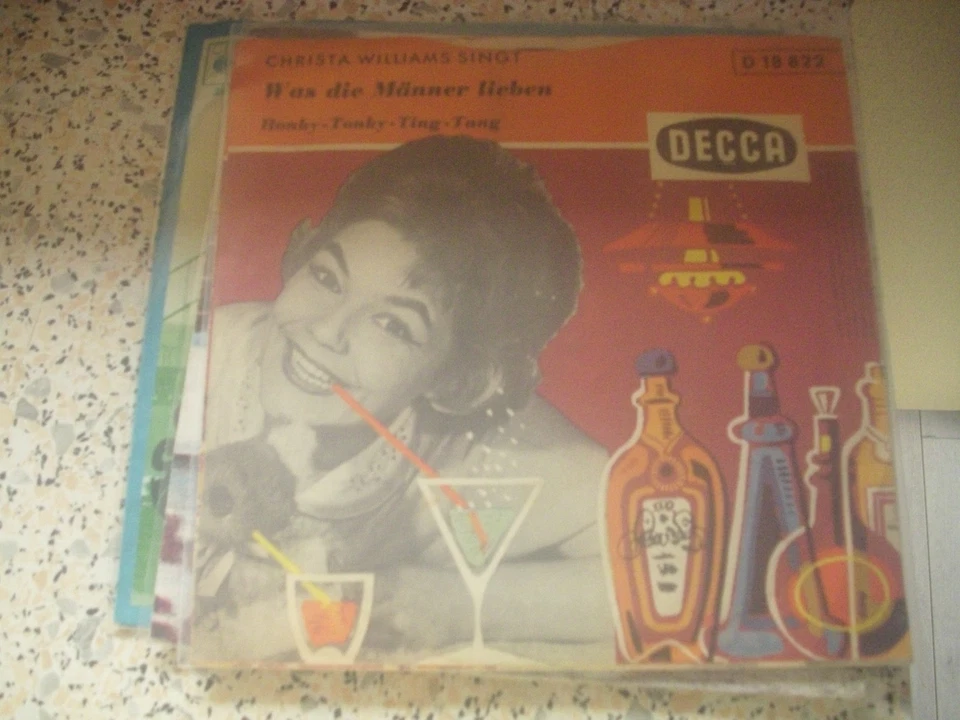 CHRISTA WILLIAMS SINGT
D 18 822
Was die Männer lieben
Honky-Tonky-Ting-Tang
DECCA